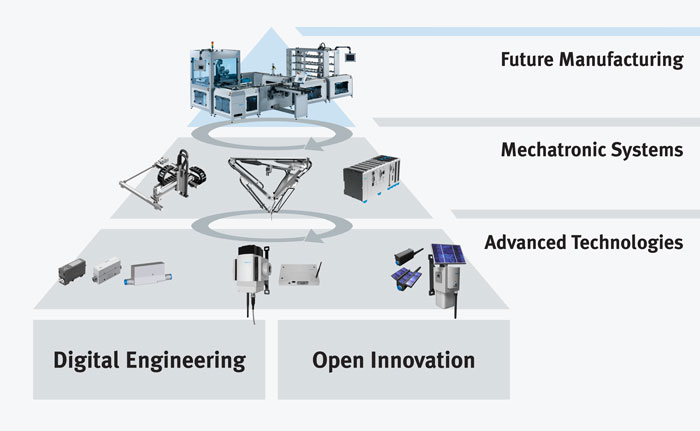 Future Manufacturing
Mechatronic Systems
Advanced Technologies
Digital Engineering
Open Innovation